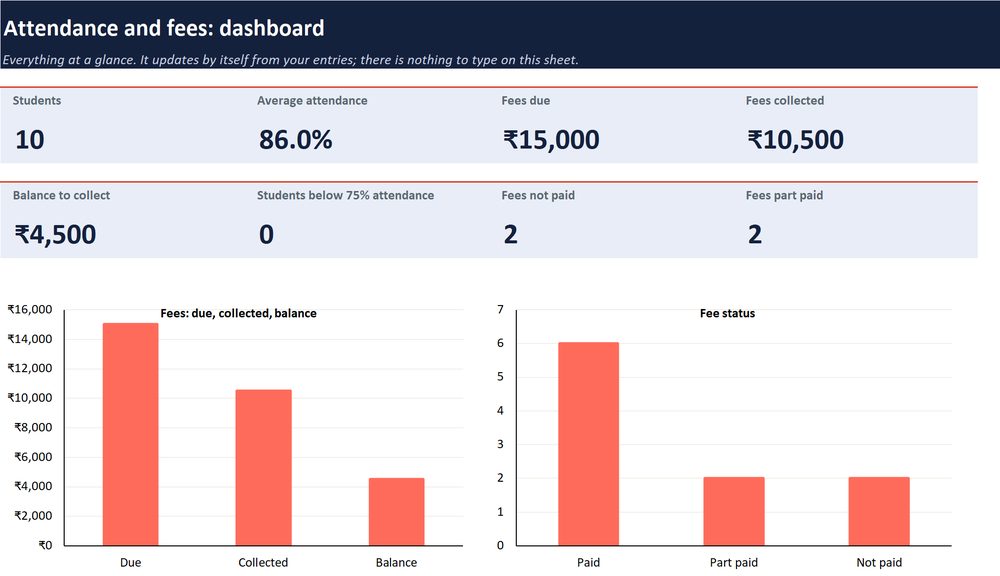 Attendance and fees: dashboard
Everything at a glance. It updates by itself from your entries; there is nothing to type on this sheet.
Students Average attendance Fees due Fees collected
10 86.0% ₹15,000 ₹10,500
Balance to collect Students below 75% attendance Fees not paid Fees part paid
₹4,500 0 2 2
Fees: due, collected, balance
₹16,000
₹14,000
₹12,000
₹10,000
₹8,000
₹6,000
₹4,000
₹2,000
₹0
Due Collected Balance
Fee status
7
6
5
4
3
2
1
0
Paid Part paid Not paid